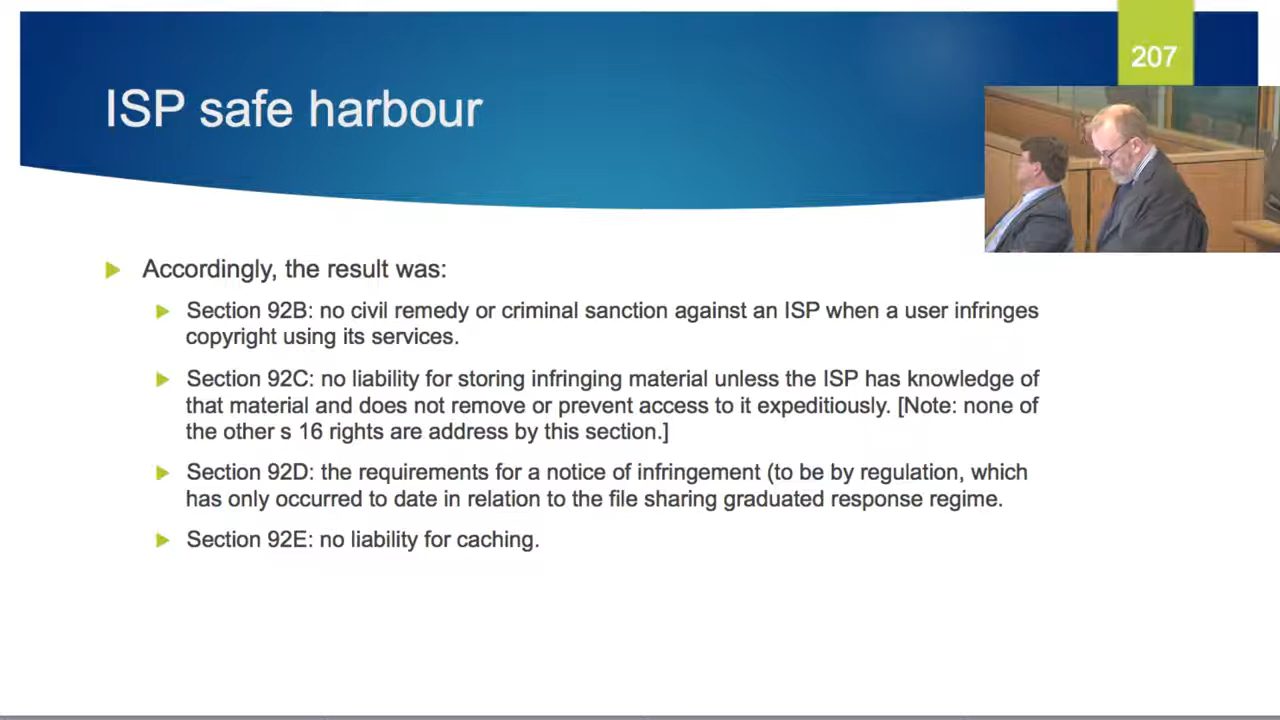 207
ISP safe harbour
Accordingly, the result was:
Section 92B: no civil remedy or criminal sanction against an ISP when a user infringes
copyright using its services.
Section 92C: no liability for storing infringing material unless the ISP has knowledge of
that material and does not remove or prevent access to it expeditiously. [Note: none of
the other s 16 rights are address by this section.]
Section 92D: the requirements for a notice of infringement (to be by regulation, which
has only occurred to date in relation to the file sharing graduated response regime.
Section 92E: no liability for caching.